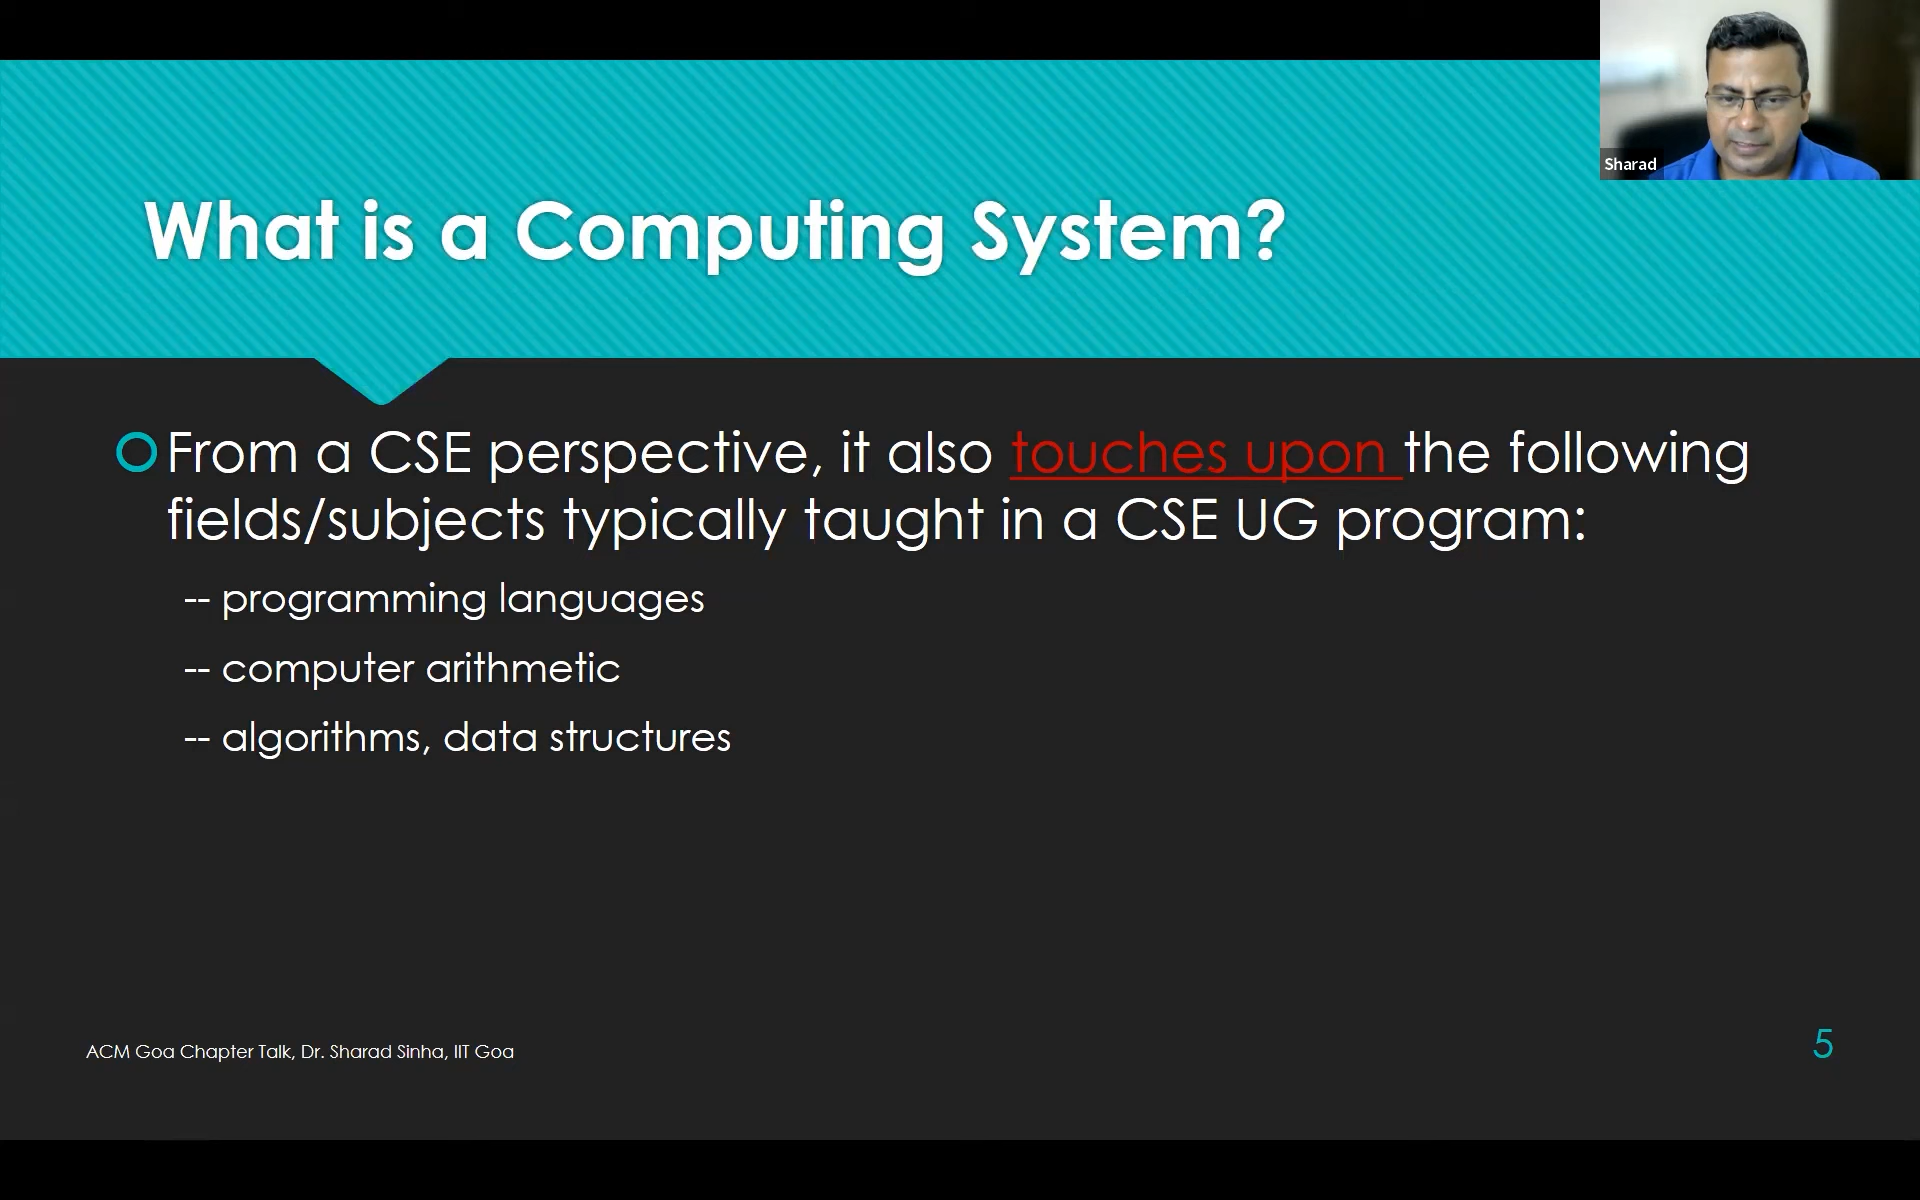 Sharad
What is a Computing System?
From a CSE perspective, it also touches upon the following
fields/subjects typically taught in a CSE UG program:
-- programming languages
-- computer arithmetic
-- algorithms, data structures
ACM Goa Chapter Talk, Dr. Sharad Sinha, IIT Goa
5